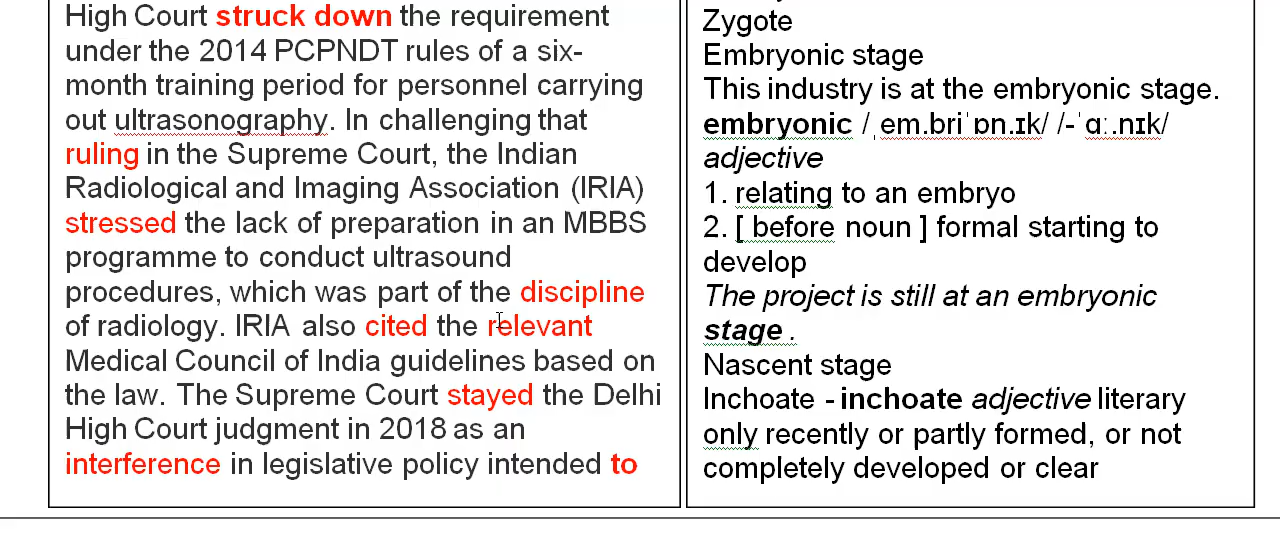 High Court struck down the requirement
under the 2014 PCPNDT rules of a six-
month training period for personnel carrying
out ultrasonography. In challenging that
ruling in the Supreme Court, the Indian
Radiological and Imaging Association (IRIA)
stressed the lack of preparation in an MBBS
programme to conduct ultrasound
procedures, which was part of the discipline
of radiology. IRIA also cited the relevant
Medical Council of India guidelines based on
the law. The Supreme Court stayed the Delhi
High Court judgment in 2018 as an
interference in legislative policy intended to
Zygote
Embryonic stage
This industry is at the embryonic stage.
embryonic /ˌem.briˈɒn.ɪk/ /-ˈɑː.nɪk/
adjective
1. relating to an embryo
2. [ before noun ] formal starting to
develop
The project is still at an embryonic
stage .
Nascent stage
Inchoate - inchoate adjective literary
only recently or partly formed, or not
completely developed or clear